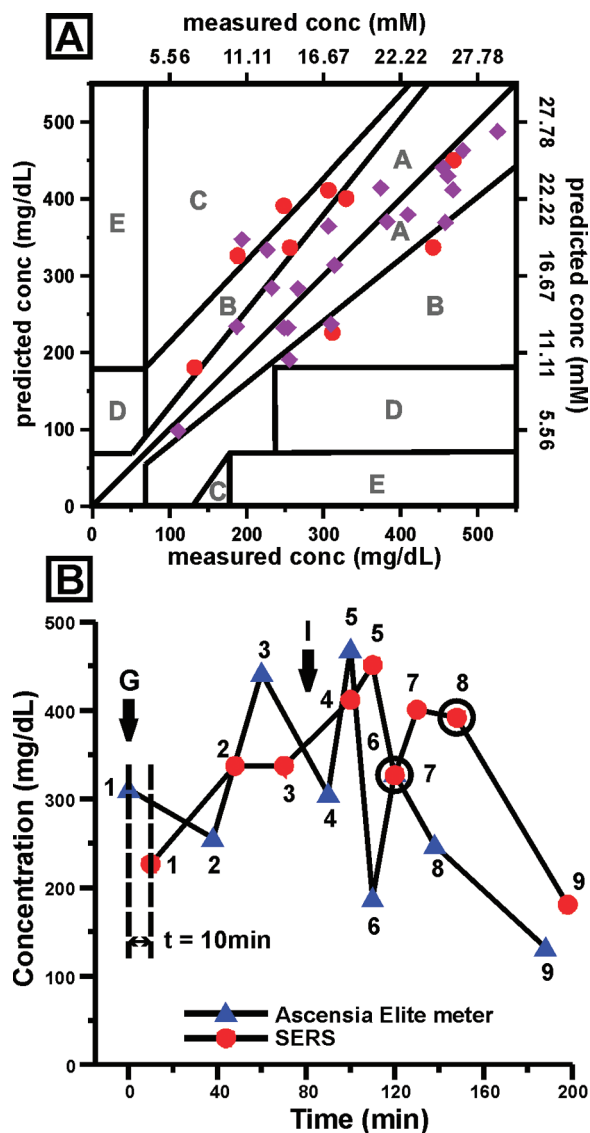 A
measured conc (mM)
5.56 11.11 16.67 22.22 27.78
predicted conc (mg/dL)
500
400
300
200
100
0
E
C
A
A
B
B
D
D
C
E
27.78
22.22
16.67
11.11
5.56
predicted conc (mM)
0 100 200 300 400 500
measured conc (mg/dL)
B
Concentration (mg/dL)
500
400
300
200
100
0
G
I
1
2
3
4
5
6
7
8
9
1
2
3
4
5
6
7
8
9
t = 10min
Ascensia Elite meter
SERS
0 40 80 120 160 200
Time (min)